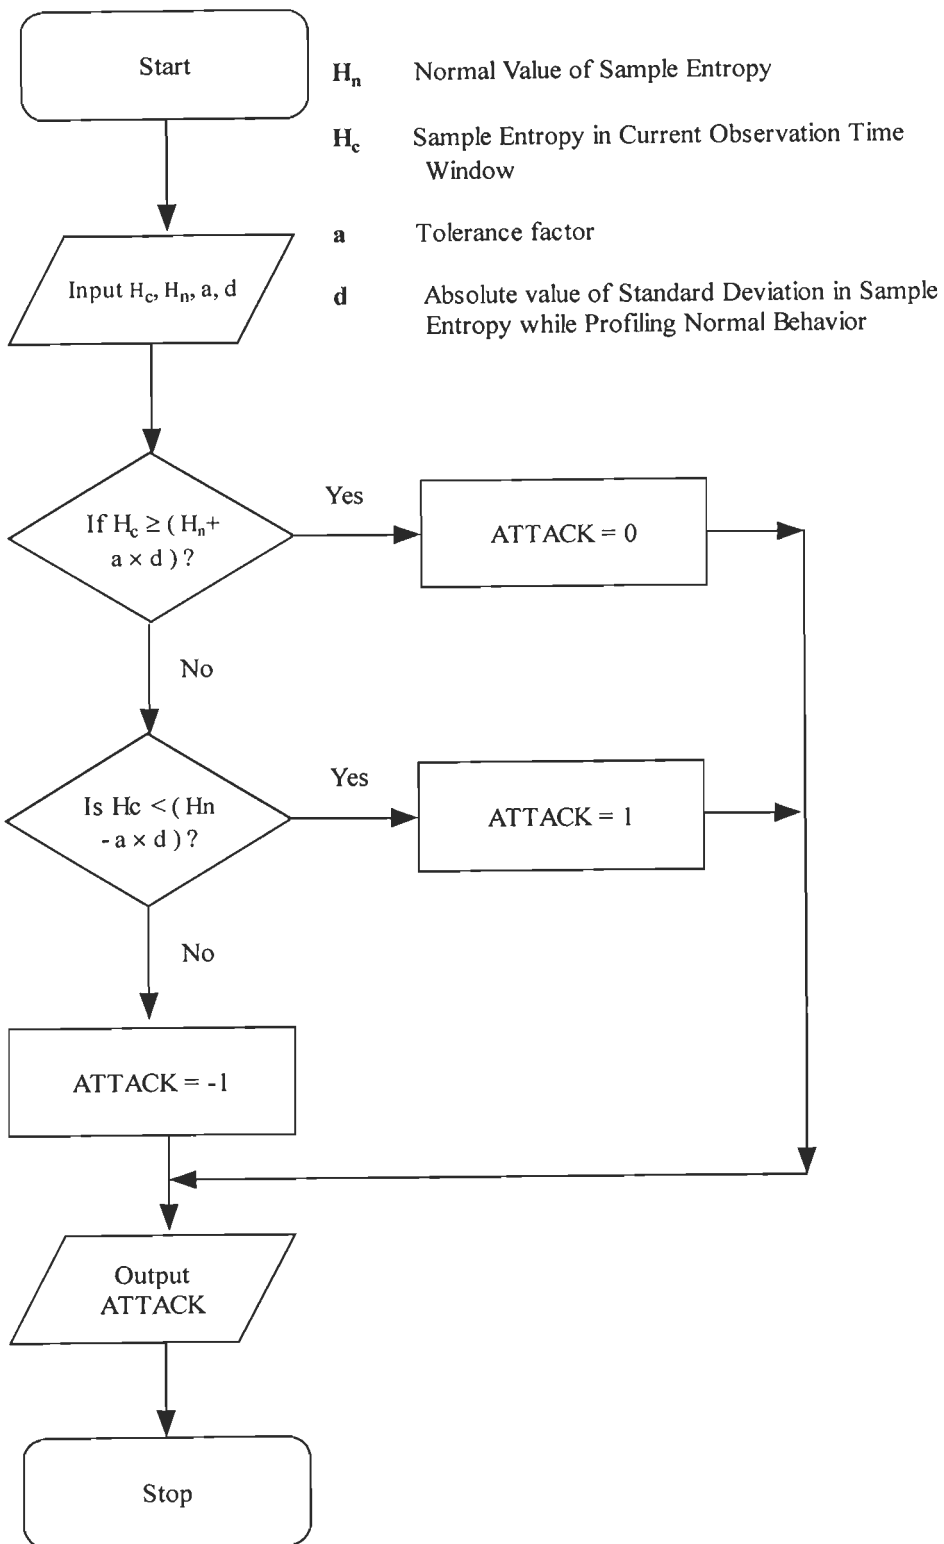 Start
H_n Normal Value of Sample Entropy
H_c Sample Entropy in Current Observation Time
Window
a Tolerance factor
Input H_c, H_n, a, d
d Absolute value of Standard Deviation in Sample
Entropy while Profiling Normal Behavior
If H_c ≥ ( H_n+
a × d ) ?
Yes
ATTACK = 0
No
Is Hc < ( Hn
- a × d ) ?
Yes
ATTACK = 1
No
ATTACK = -1
Output
ATTACK
Stop